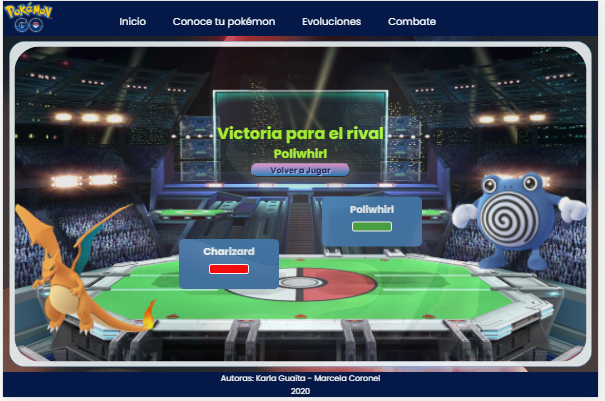 POKÉMON
GO
Inicio
Conoce tu pokémon
Evoluciones
Combate
Victoria para el rival
Poliwhirl
Volver a Jugar
Poliwhirl
Charizard
Autoras: Karla Guaita - Marcela Coronel
2020